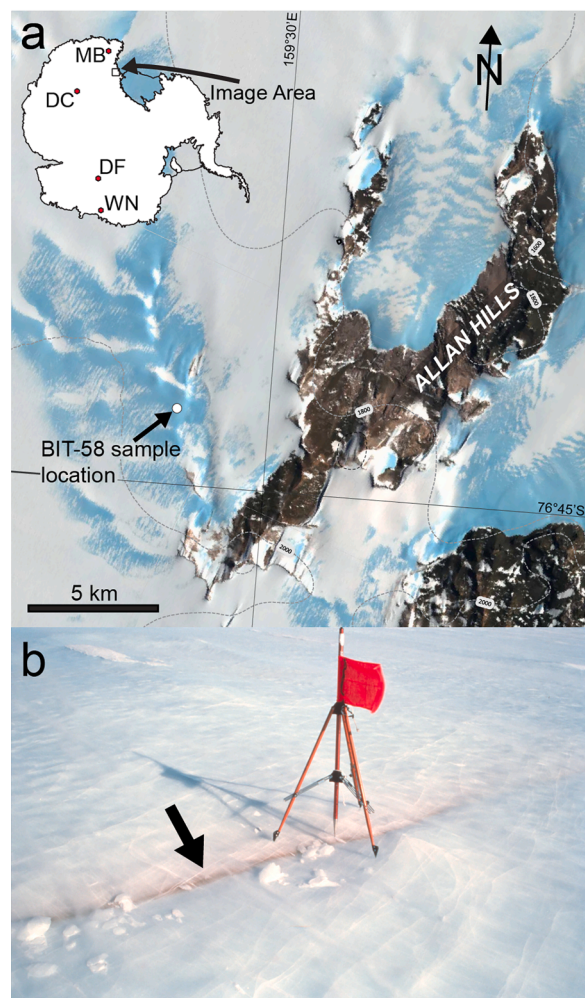 a
MB
DC
DF
WN
Image Area
159°30'E
N
1600
1800
ALLAN HILLS
1800
BIT-58 sample
location
76°45'S
2000
2000
5 km
b